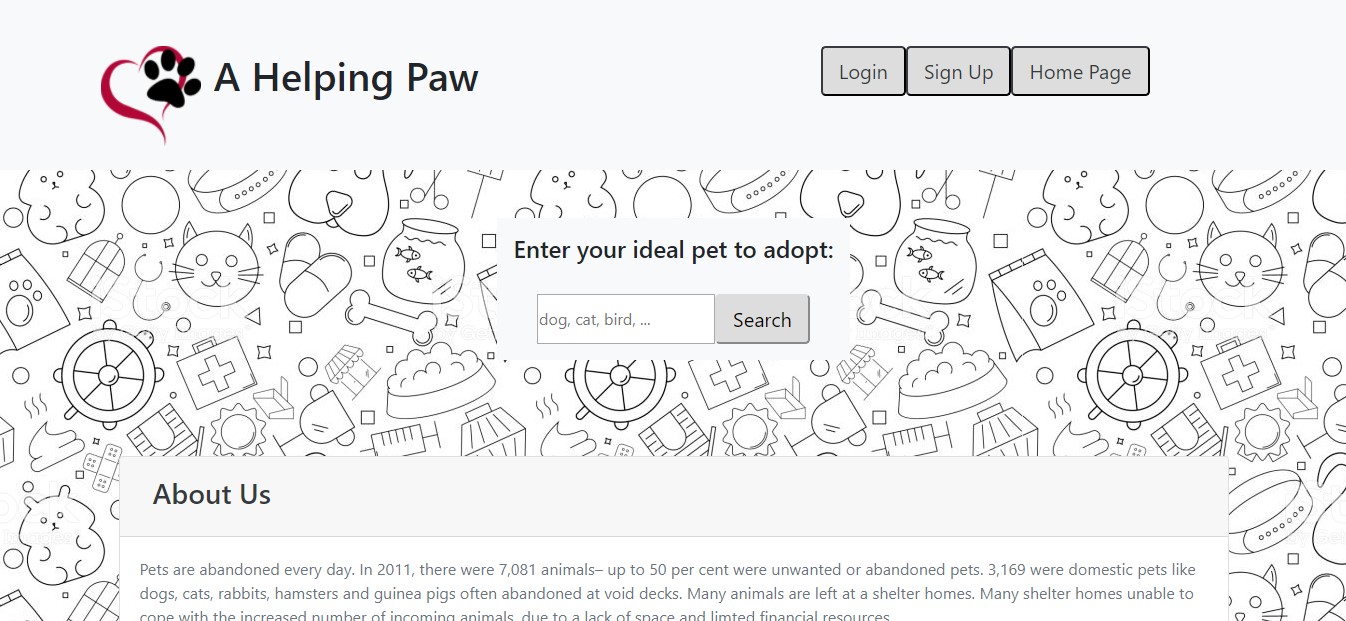 A Helping Paw
Login Sign Up Home Page
Enter your ideal pet to adopt:
dog, cat, bird, ... Search
About Us
Pets are abandoned every day. In 2011, there were 7,081 animals– up to 50 per cent were unwanted or abandoned pets. 3,169 were domestic pets like
dogs, cats, rabbits, hamsters and guinea pigs often abandoned at void decks. Many animals are left at a shelter homes. Many shelter homes unable to
cope with the increased number of incoming animals, due to a lack of space and limted financial resources.